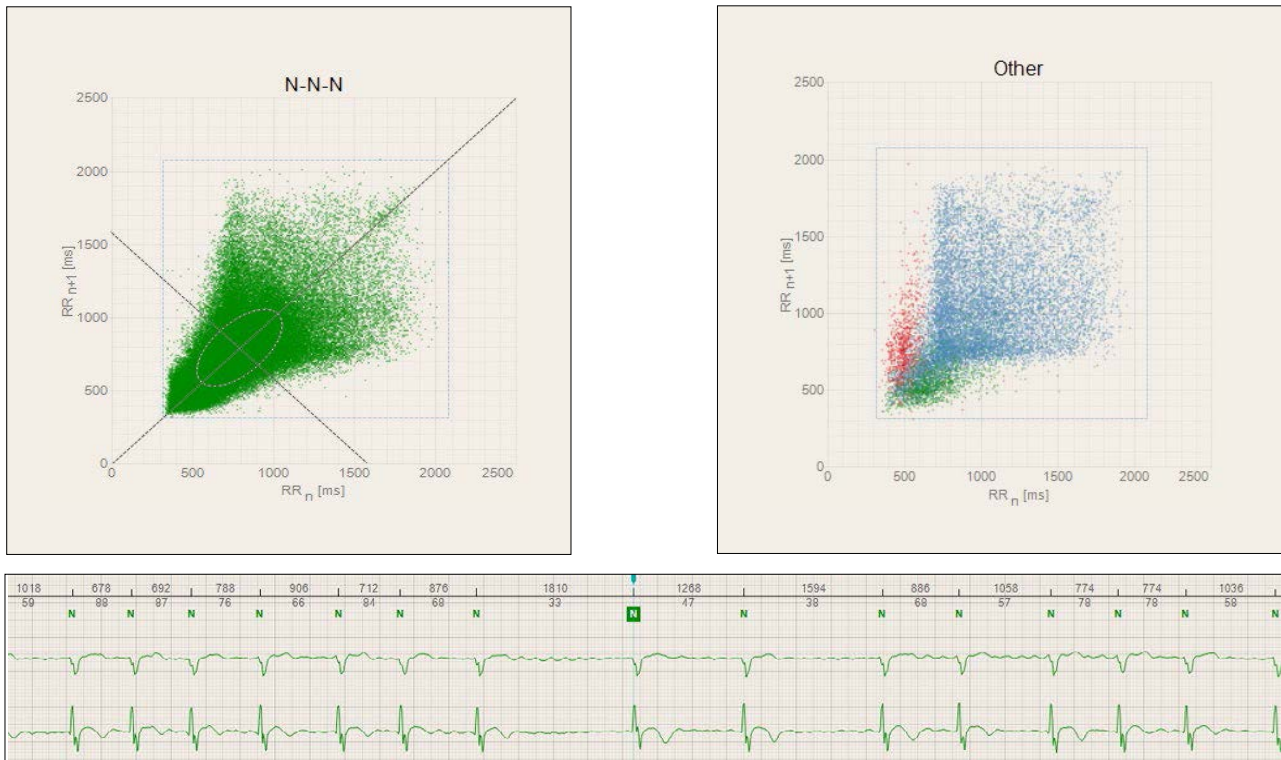 N-N-N
2500
2000
1500
1000
500
0
RR n+1 [ms]
0 500 1000 1500 2000 2500
RR n [ms]
Other
2500
2000
1500
1000
500
0
RR n+1 [ms]
0 500 1000 1500 2000 2500
RR n [ms]
1018 678 692 788 906 712 876 1810 1268 1594 886 1058 774 774 1036
59 88 87 76 66 84 68 33 47 38 68 57 78 78 58
N N N N N N N N N N N N N N N